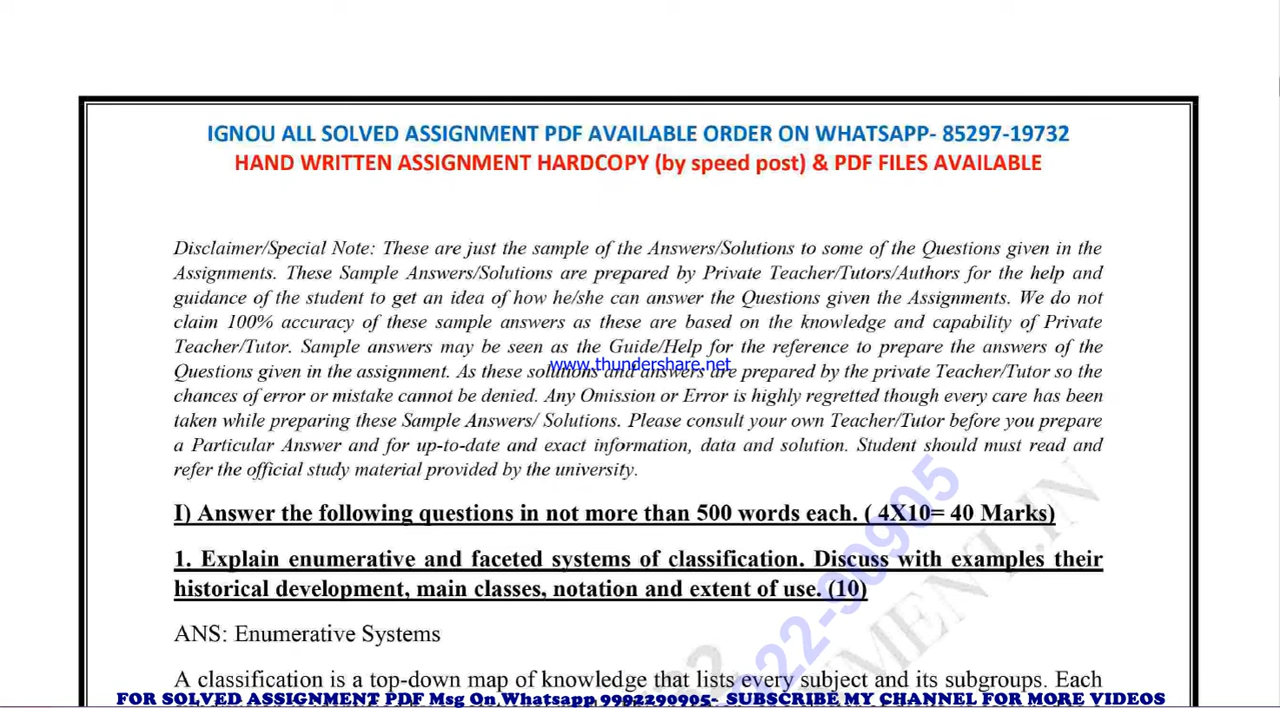 IGNOU ALL SOLVED ASSIGNMENT PDF AVAILABLE ORDER ON WHATSAPP- 85297-19732
HAND WRITTEN ASSIGNMENT HARDCOPY (by speed post) & PDF FILES AVAILABLE
Disclaimer/Special Note: These are just the sample of the Answers/Solutions to some of the Questions given in the
Assignments. These Sample Answers/Solutions are prepared by Private Teacher/Tutors/Authors for the help and
guidance of the student to get an idea of how he/she can answer the Questions given the Assignments. We do not
claim 100% accuracy of these sample answers as these are based on the knowledge and capability of Private
Teacher/Tutor. Sample answers may be seen as the Guide/Help for the reference to prepare the answers of the
www.thundershare.net
Questions given in the assignment. As these solutions and answers are prepared by the private Teacher/Tutor so the
chances of error or mistake cannot be denied. Any Omission or Error is highly regretted though every care has been
taken while preparing these Sample Answers/ Solutions. Please consult your own Teacher/Tutor before you prepare
a Particular Answer and for up-to-date and exact information, data and solution. Student should must read and
refer the official study material provided by the university.
I) Answer the following questions in not more than 500 words each. ( 4X10= 40 Marks)
1. Explain enumerative and faceted systems of classification. Discuss with examples their
historical development, main classes, notation and extent of use. (10)
ANS: Enumerative Systems
A classification is a top-down map of knowledge that lists every subject and its subgroups. Each
22-90905
MENT.IN
FOR SOLVED ASSIGNMENT PDF Msg On Whatsapp 9992290905- SUBSCRIBE MY CHANNEL FOR MORE VIDEOS